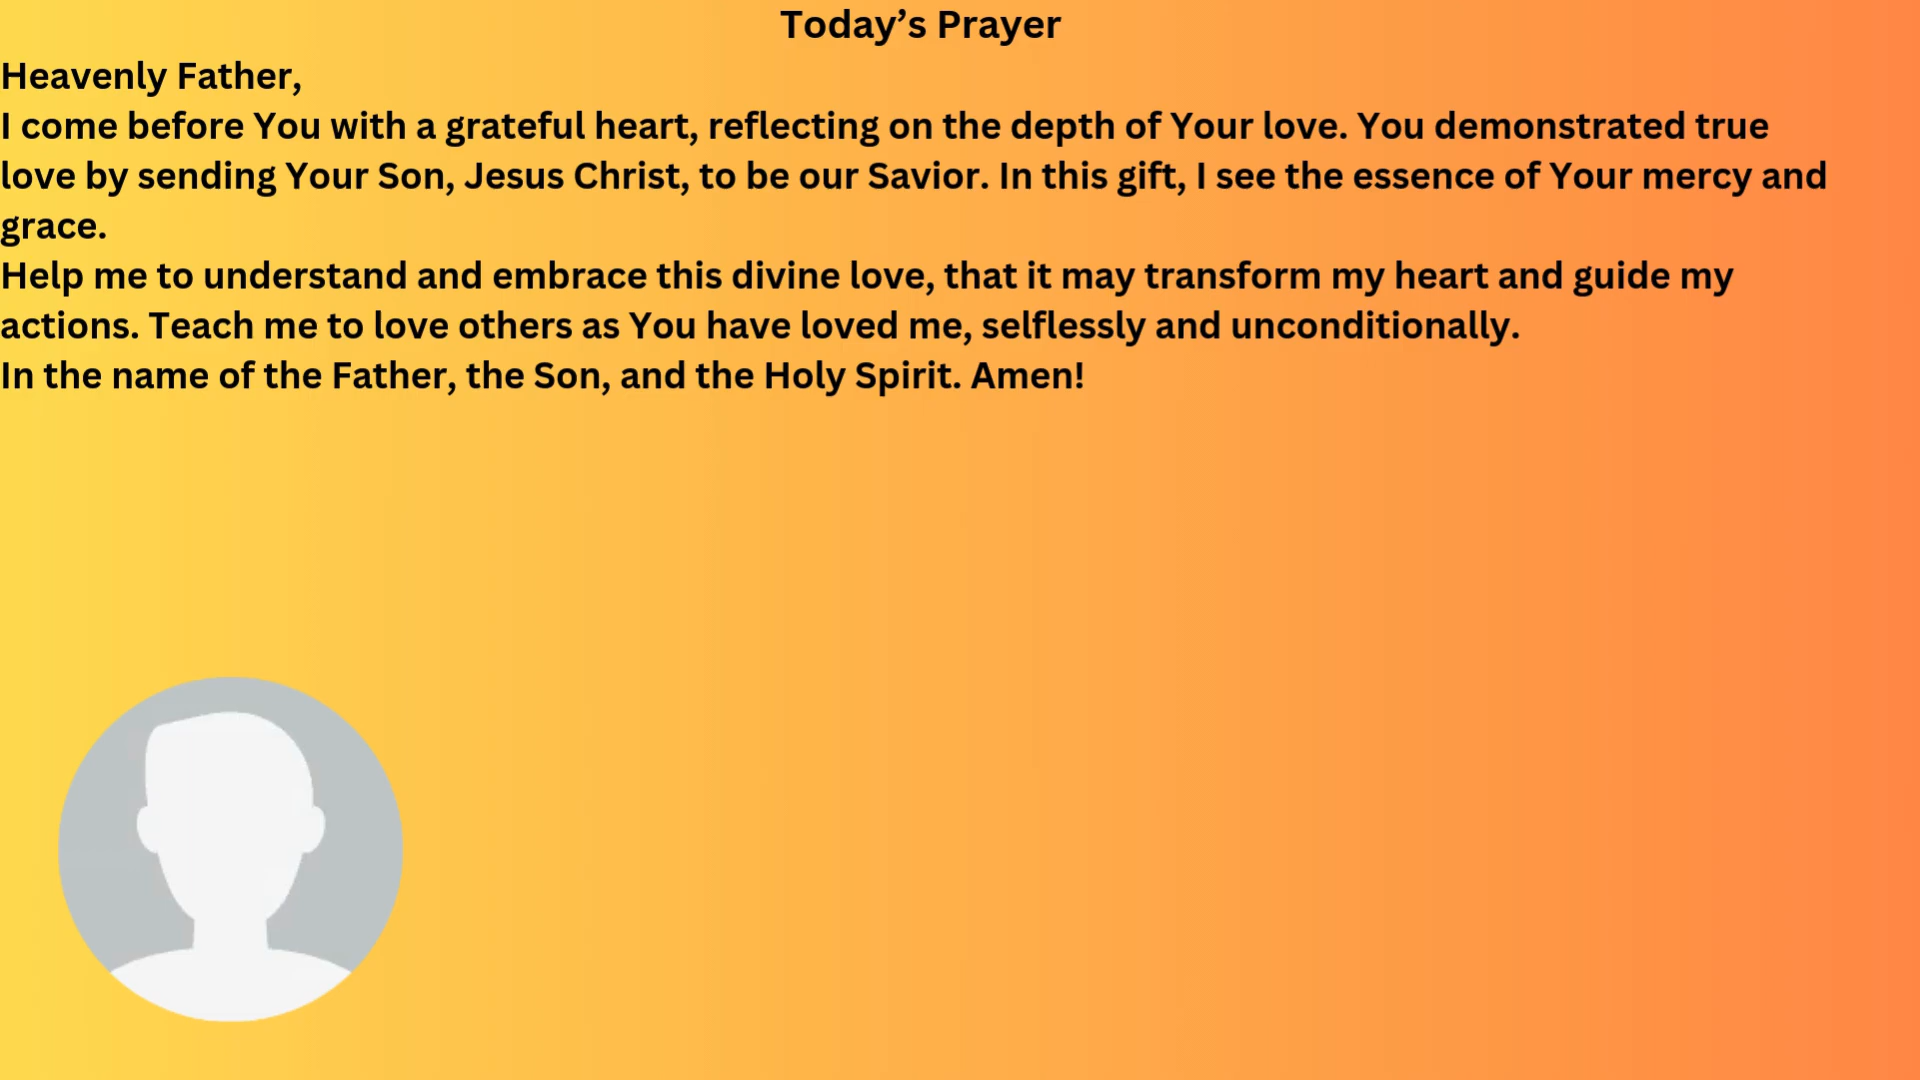 Today’s Prayer
Heavenly Father,
I come before You with a grateful heart, reflecting on the depth of Your love. You demonstrated true
love by sending Your Son, Jesus Christ, to be our Savior. In this gift, I see the essence of Your mercy and
grace.
Help me to understand and embrace this divine love, that it may transform my heart and guide my
actions. Teach me to love others as You have loved me, selflessly and unconditionally.
In the name of the Father, the Son, and the Holy Spirit. Amen!